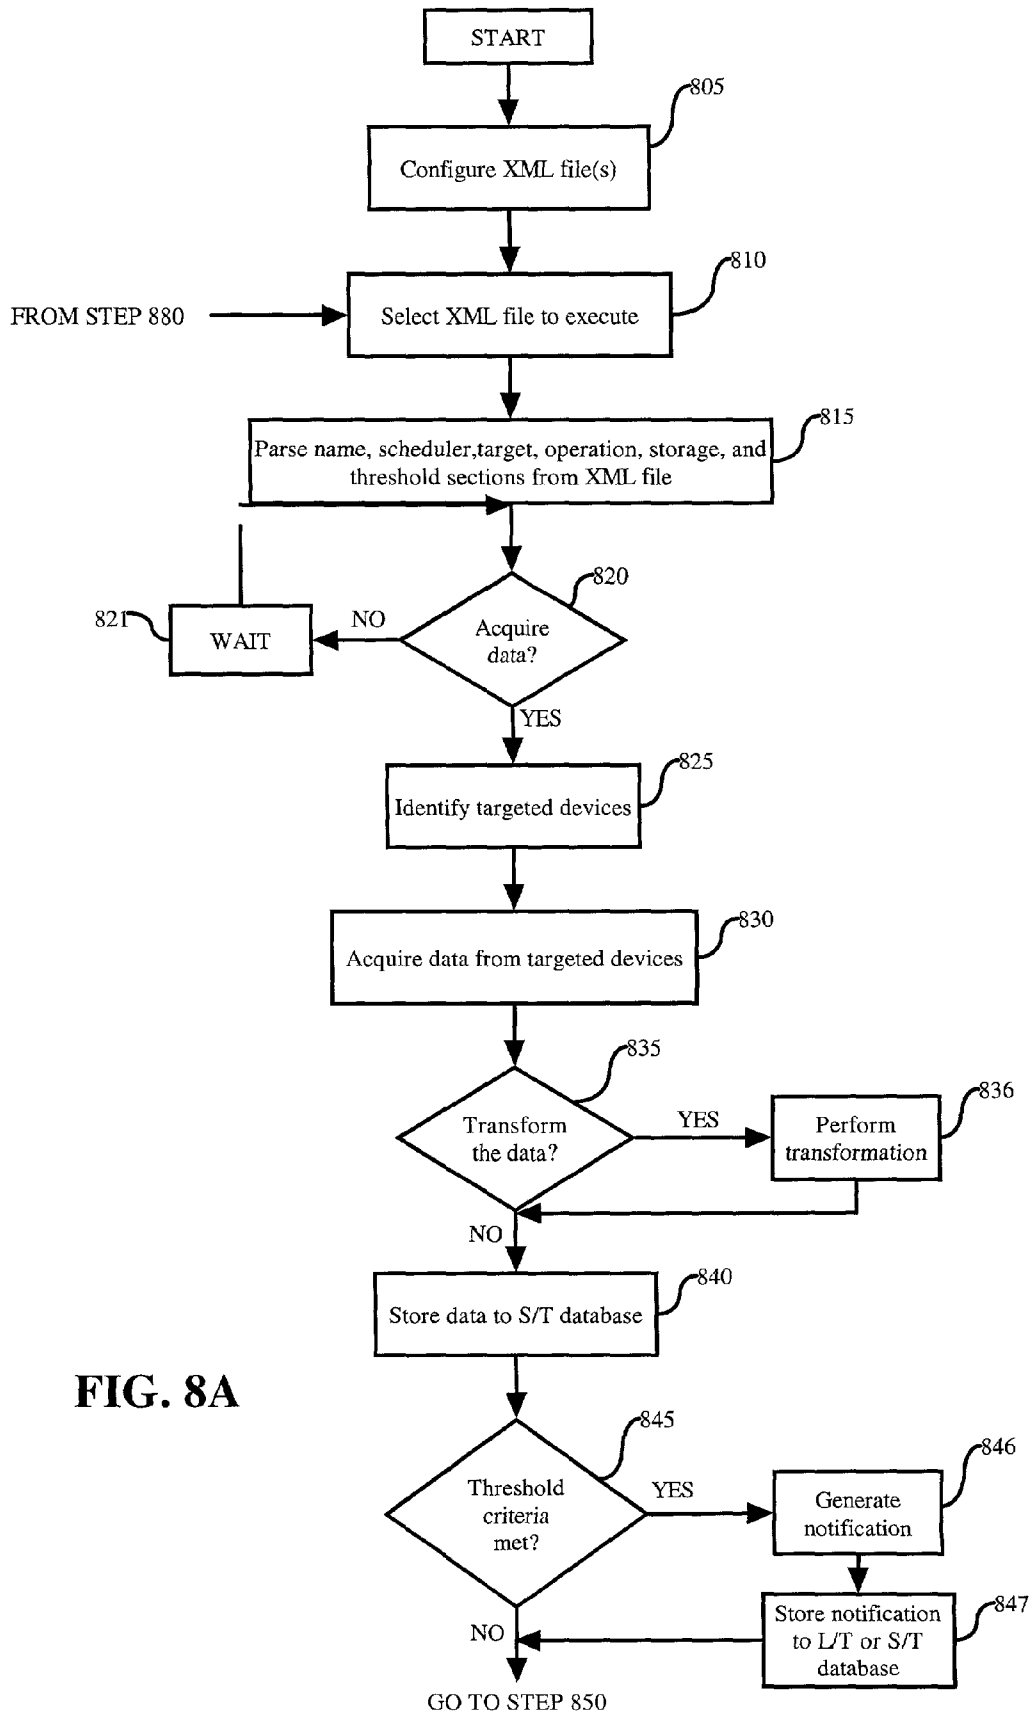 START
805
Configure XML file(s)
810
FROM STEP 880
Select XML file to execute
815
Parse name, scheduler,target, operation, storage, and
threshold sections from XML file
820
821
WAIT
NO
Acquire
data?
YES
825
Identify targeted devices
830
Acquire data from targeted devices
835
Transform
the data?
YES
836
Perform
transformation
NO
840
Store data to S/T database
FIG. 8A
845
Threshold
criteria
met?
YES
846
Generate
notification
847
Store notification
to L/T or S/T
database
NO
GO TO STEP 850